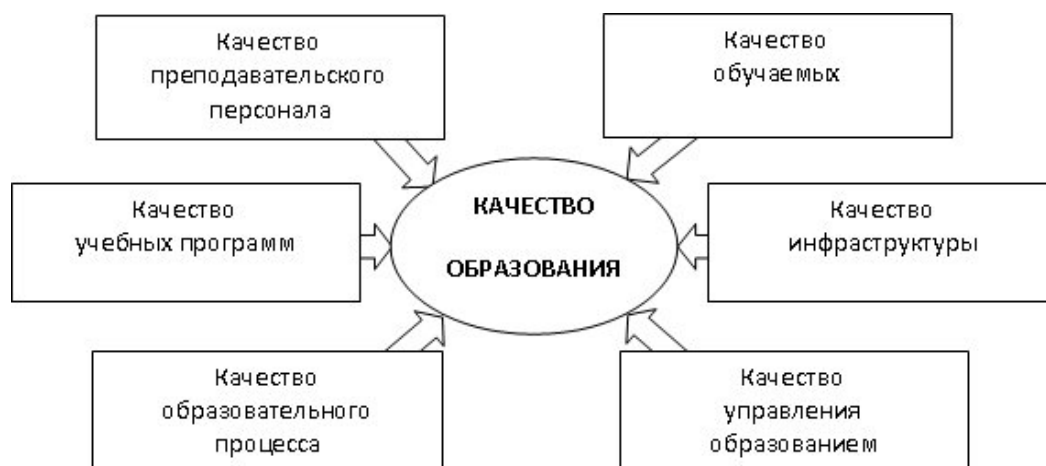 Качество
преподавательского
персонала
Качество
обучаемых
Качество
учебных программ
КАЧЕСТВО
ОБРАЗОВАНИЯ
Качество
инфраструктуры
Качество
образовательного
процесса
Качество
управления
образованием